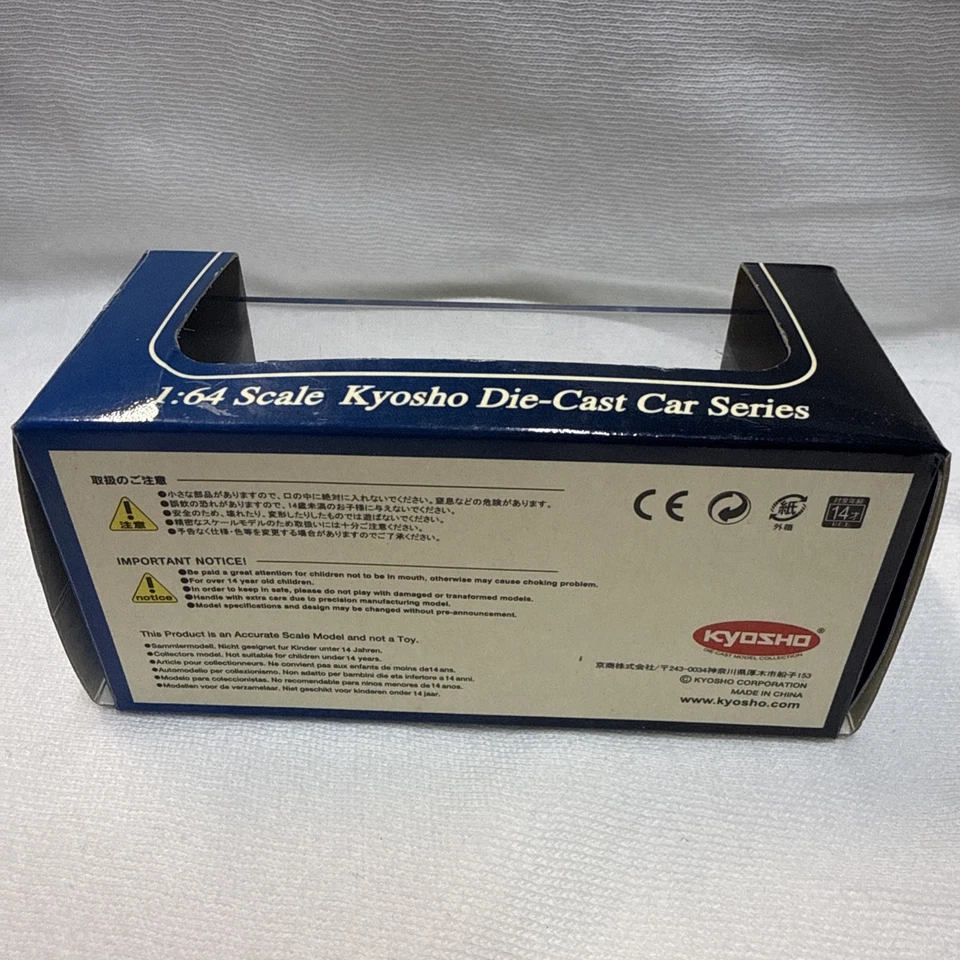 1:64 Scale Kyosho Die-Cast Car Series
取扱のご注意
●小さな部品がありますので、口の中に絶対に入れないでください。窒息などの危険があります。
●誤飲の恐れがありますので、14歳未満のお子様に与えないでください。
●安全のため、壊れたり、変形したりしたものでは遊ばないでください。
●精密なスケールモデルのため取扱いには十分ご注意ください。
●予告なく仕様・色等を変更する場合がありますのでご了承ください。
注意
CE
紙
外箱
対象年齢
14才
以上
IMPORTANT NOTICE!
●Be paid a great attention for children not to be in mouth, otherwise may cause choking problem.
●For over 14 year old children.
●In order to keep in safe, please do not play with damaged or transformed models.
●Handle with extra care due to precision manufacturing model.
●Model specifications and design may be changed without pre-announcement.
notice
This Product is an Accurate Scale Model and not a Toy.
●Sammlermodell. Nicht geeignet fur Kinder unter 14 Jahren.
●Collectors model. Not suitable for children under 14 years.
●Article pour collectionneurs. Ne convient pas aux enfants de moins de14 ans.
●Automodello per collezionismo. Non adatto per bambini die eta inferiore a 14 anni.
●Modelo para coleccionistas. No recomendable para ninos menores de 14 anos.
●Modellen voor de verzamelaar. Niet geschikt voor kinderen onder 14 jaar.
KYOSHO®
DIE-CAST MODEL COLLECTION
京商株式会社/〒243-0034神奈川県厚木市船子153
© KYOSHO CORPORATION
MADE IN CHINA
www.kyosho.com